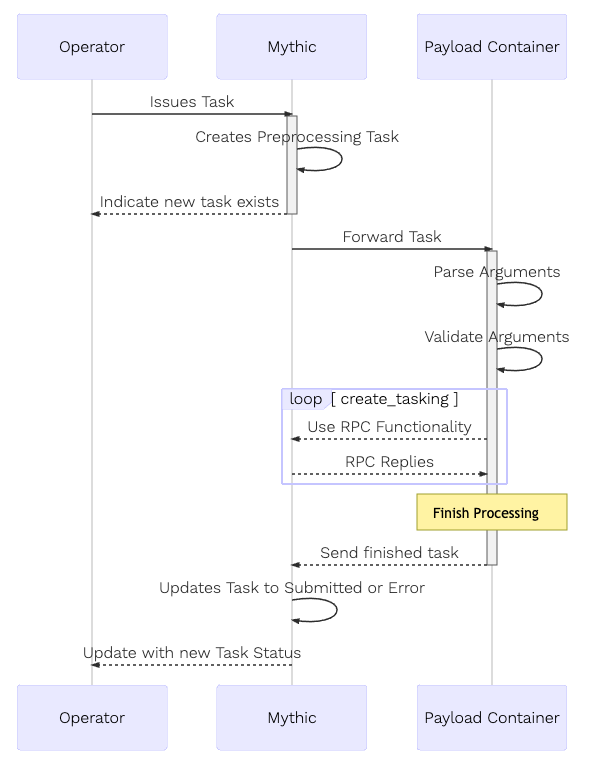 Operator
Mythic
Payload Container
Issues Task
Creates Preprocessing Task
Indicate new task exists
Forward Task
Parse Arguments
Validate Arguments
loop [ create_tasking ]
Use RPC Functionality
RPC Replies
Finish Processing
Send finished task
Updates Task to Submitted or Error
Update with new Task Status
Operator
Mythic
Payload Container